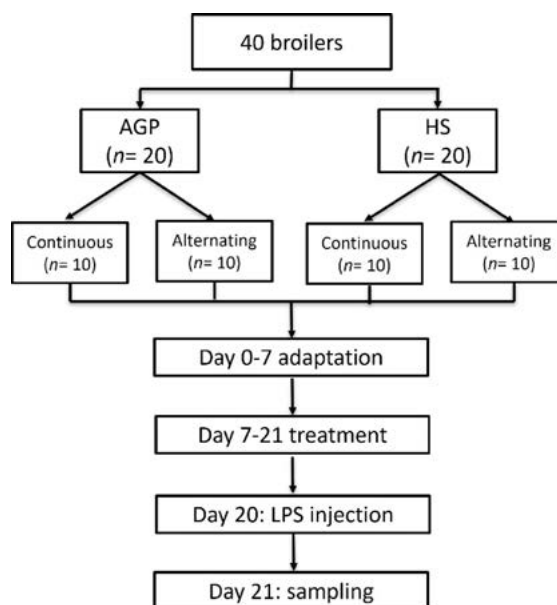 40 broilers
AGP
(n= 20)
HS
(n= 20)
Continuous
(n= 10)
Alternating
(n= 10)
Continuous
(n= 10)
Alternating
(n= 10)
Day 0-7 adaptation
Day 7-21 treatment
Day 20: LPS injection
Day 21: sampling